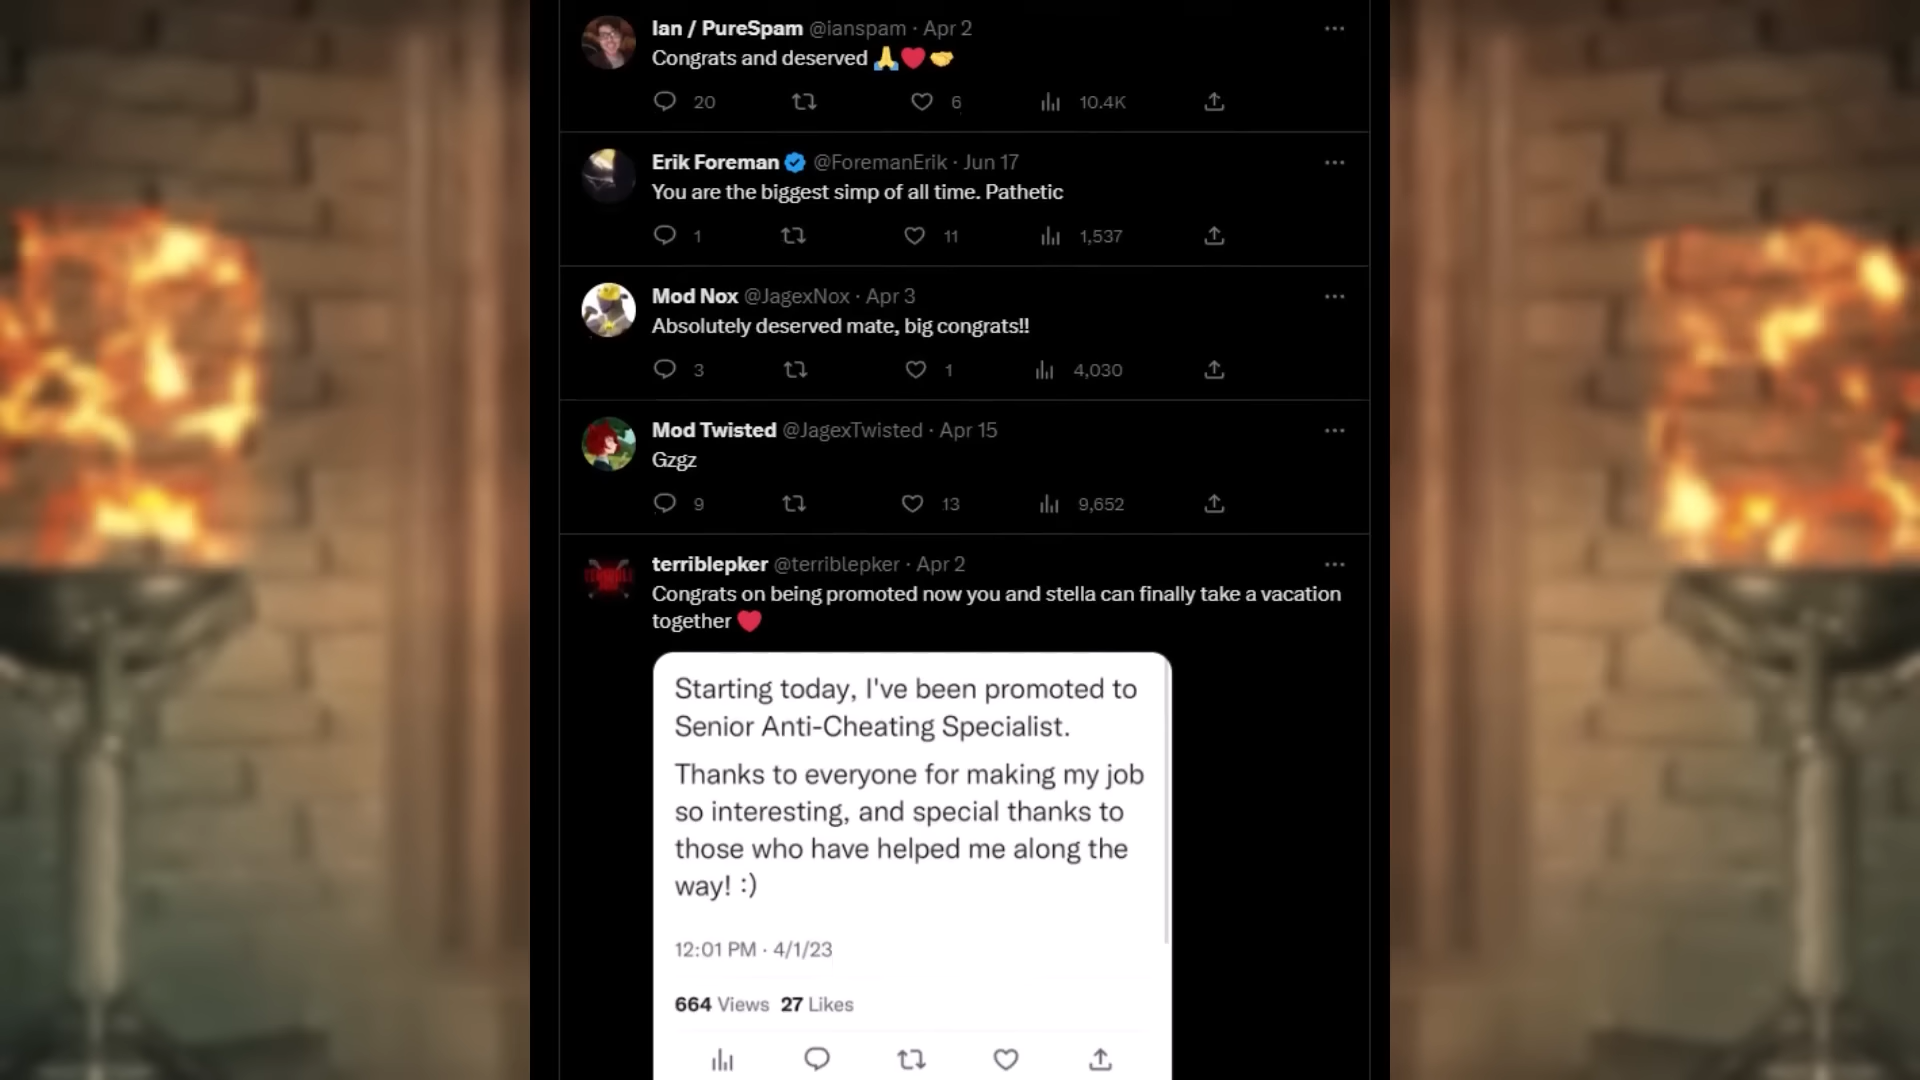 Ian / PureSpam @ianspam · Apr 2
Congrats and deserved 🙏❤️🤝
20 6 10.4K
Erik Foreman @ForemanErik · Jun 17
You are the biggest simp of all time. Pathetic
1 11 1,537
Mod Nox @JagexNox · Apr 3
Absolutely deserved mate, big congrats!!
3 1 4,030
Mod Twisted @JagexTwisted · Apr 15
Gzgz
9 13 9,652
terriblepker @terriblepker · Apr 2
Congrats on being promoted now you and stella can finally take a vacation
together ❤️
Starting today, I've been promoted to
Senior Anti-Cheating Specialist.
Thanks to everyone for making my job
so interesting, and special thanks to
those who have helped me along the
way! :)
12:01 PM · 4/1/23
664 Views 27 Likes